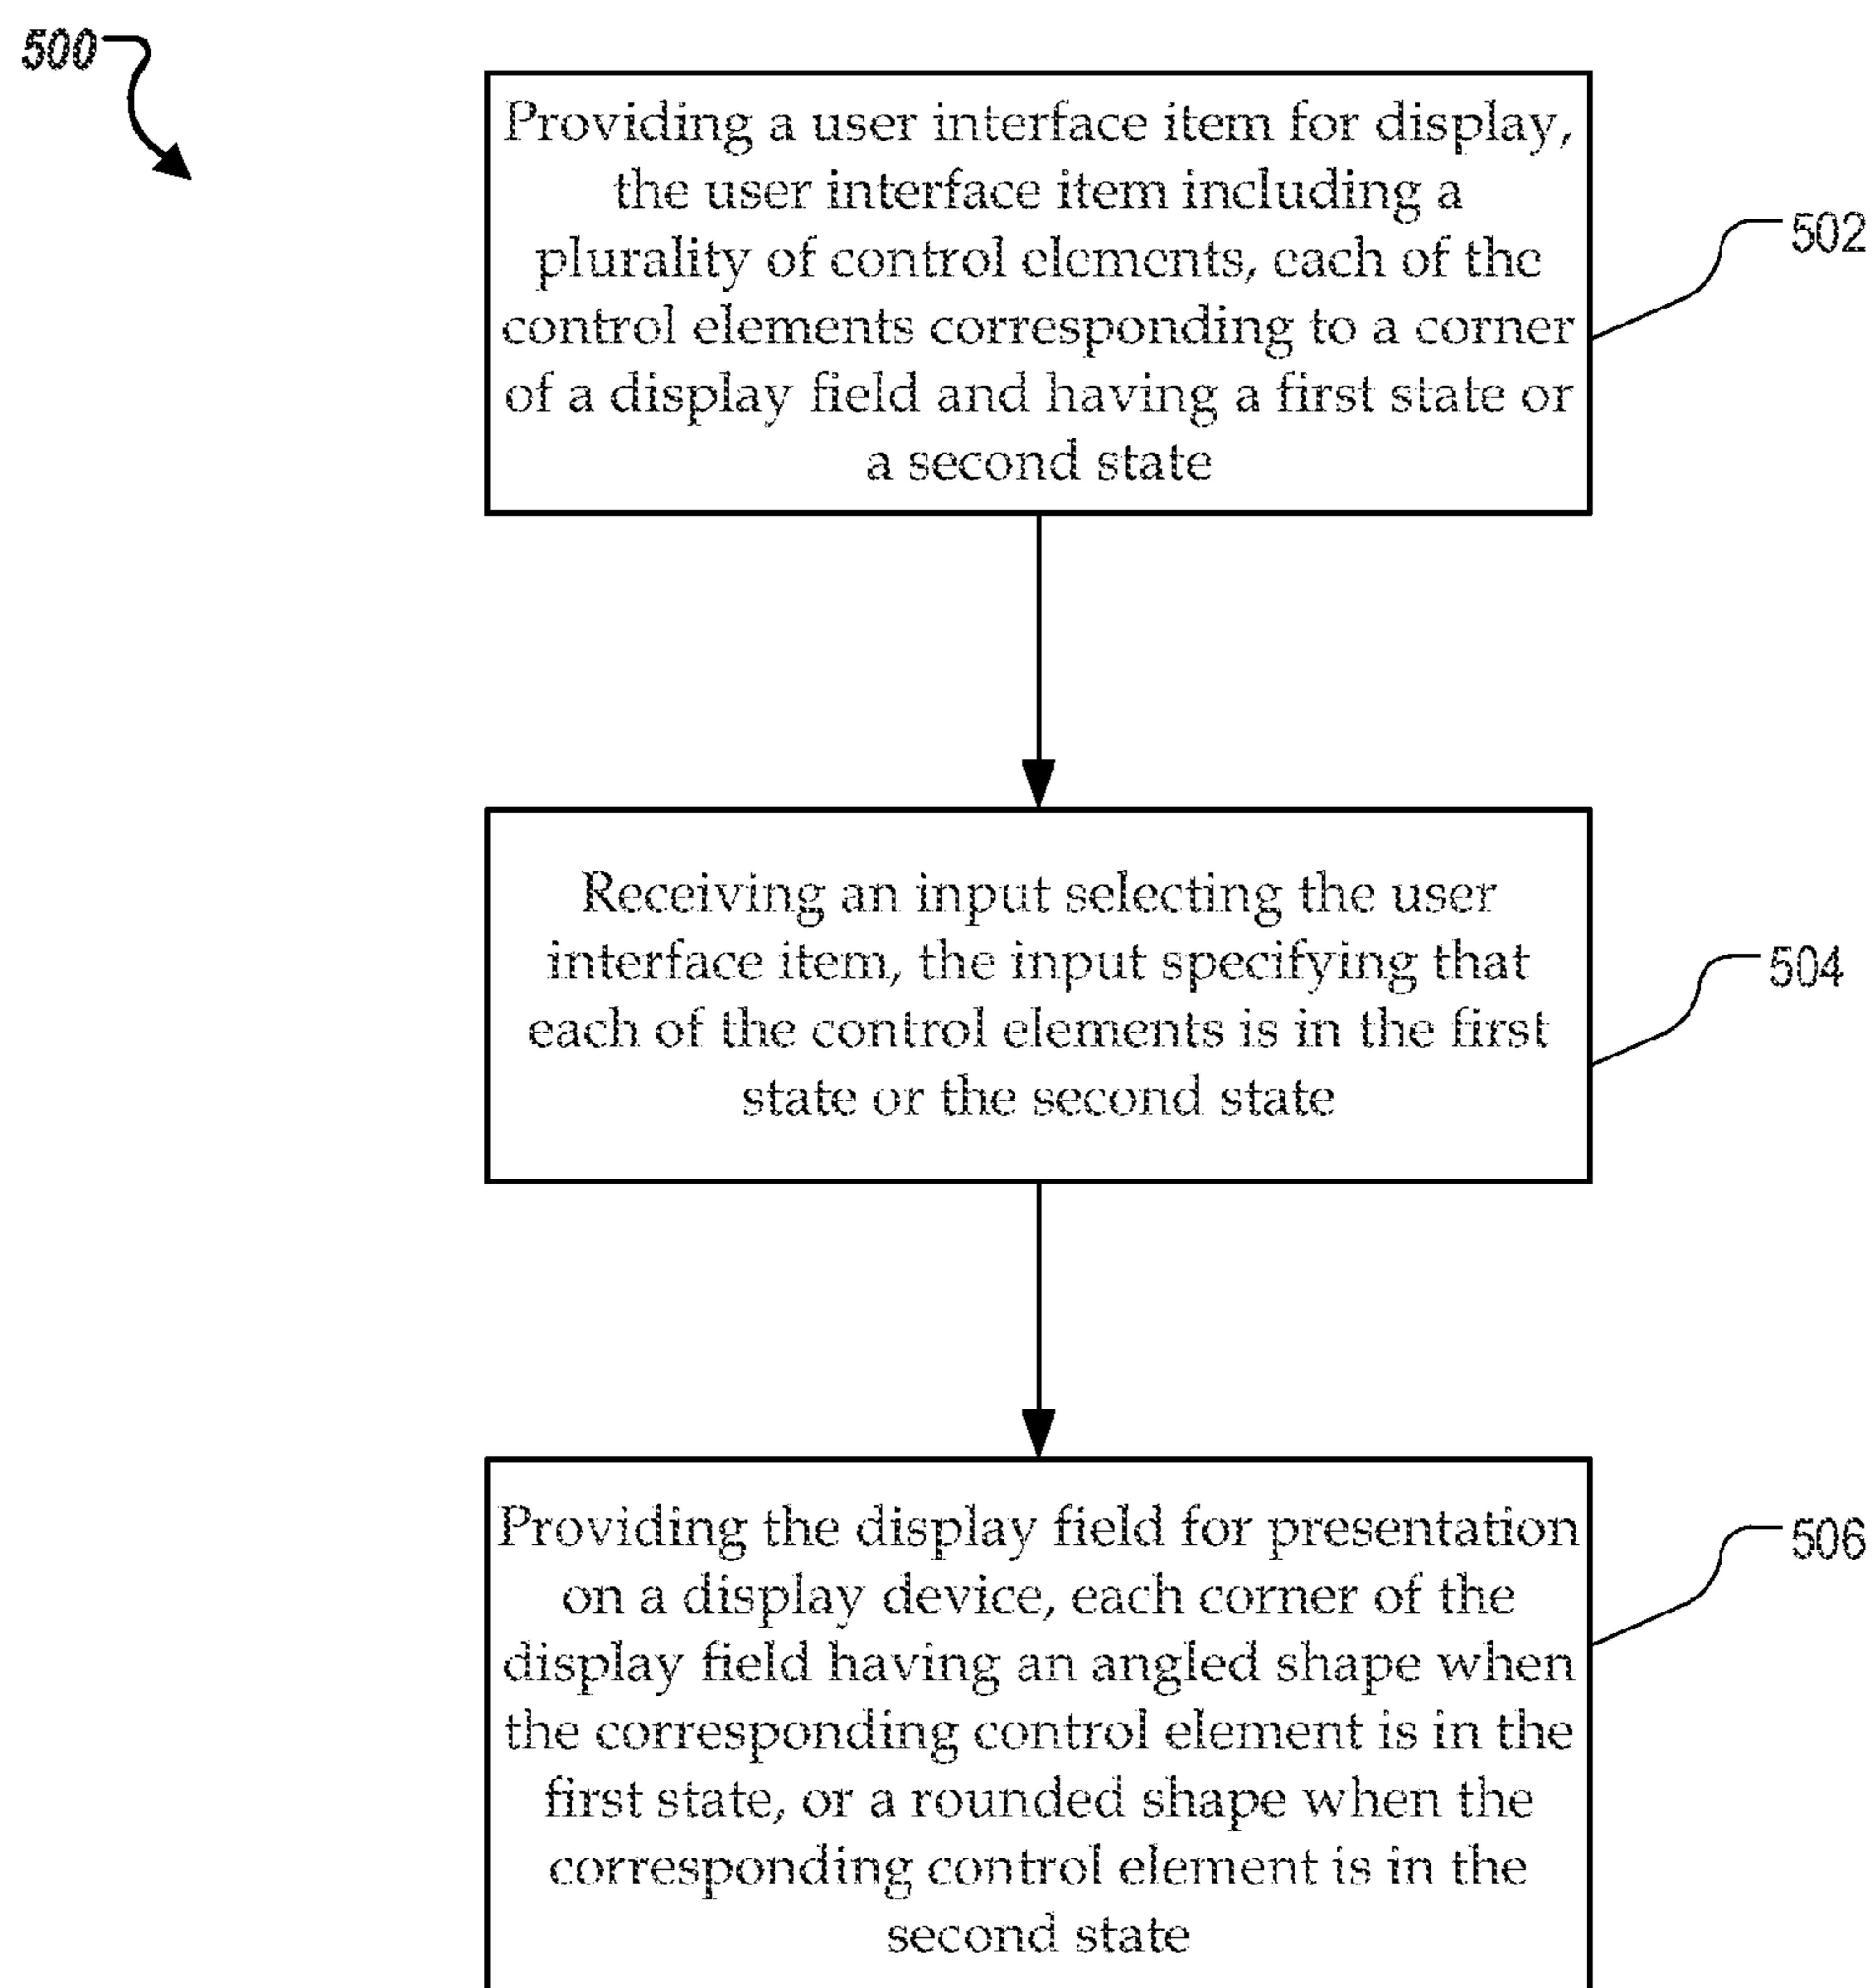 500
Providing a user interface item for display,
the user interface item including a
plurality of control elements, each of the
control elements corresponding to a corner
of a display field and having a first state or
a second state
502
Receiving an input selecting the user
interface item, the input specifying that
each of the control elements is in the first
state or the second state
504
Providing the display field for presentation
on a display device, each corner of the
display field having an angled shape when
the corresponding control element is in the
first state, or a rounded shape when the
corresponding control element is in the
second state
506